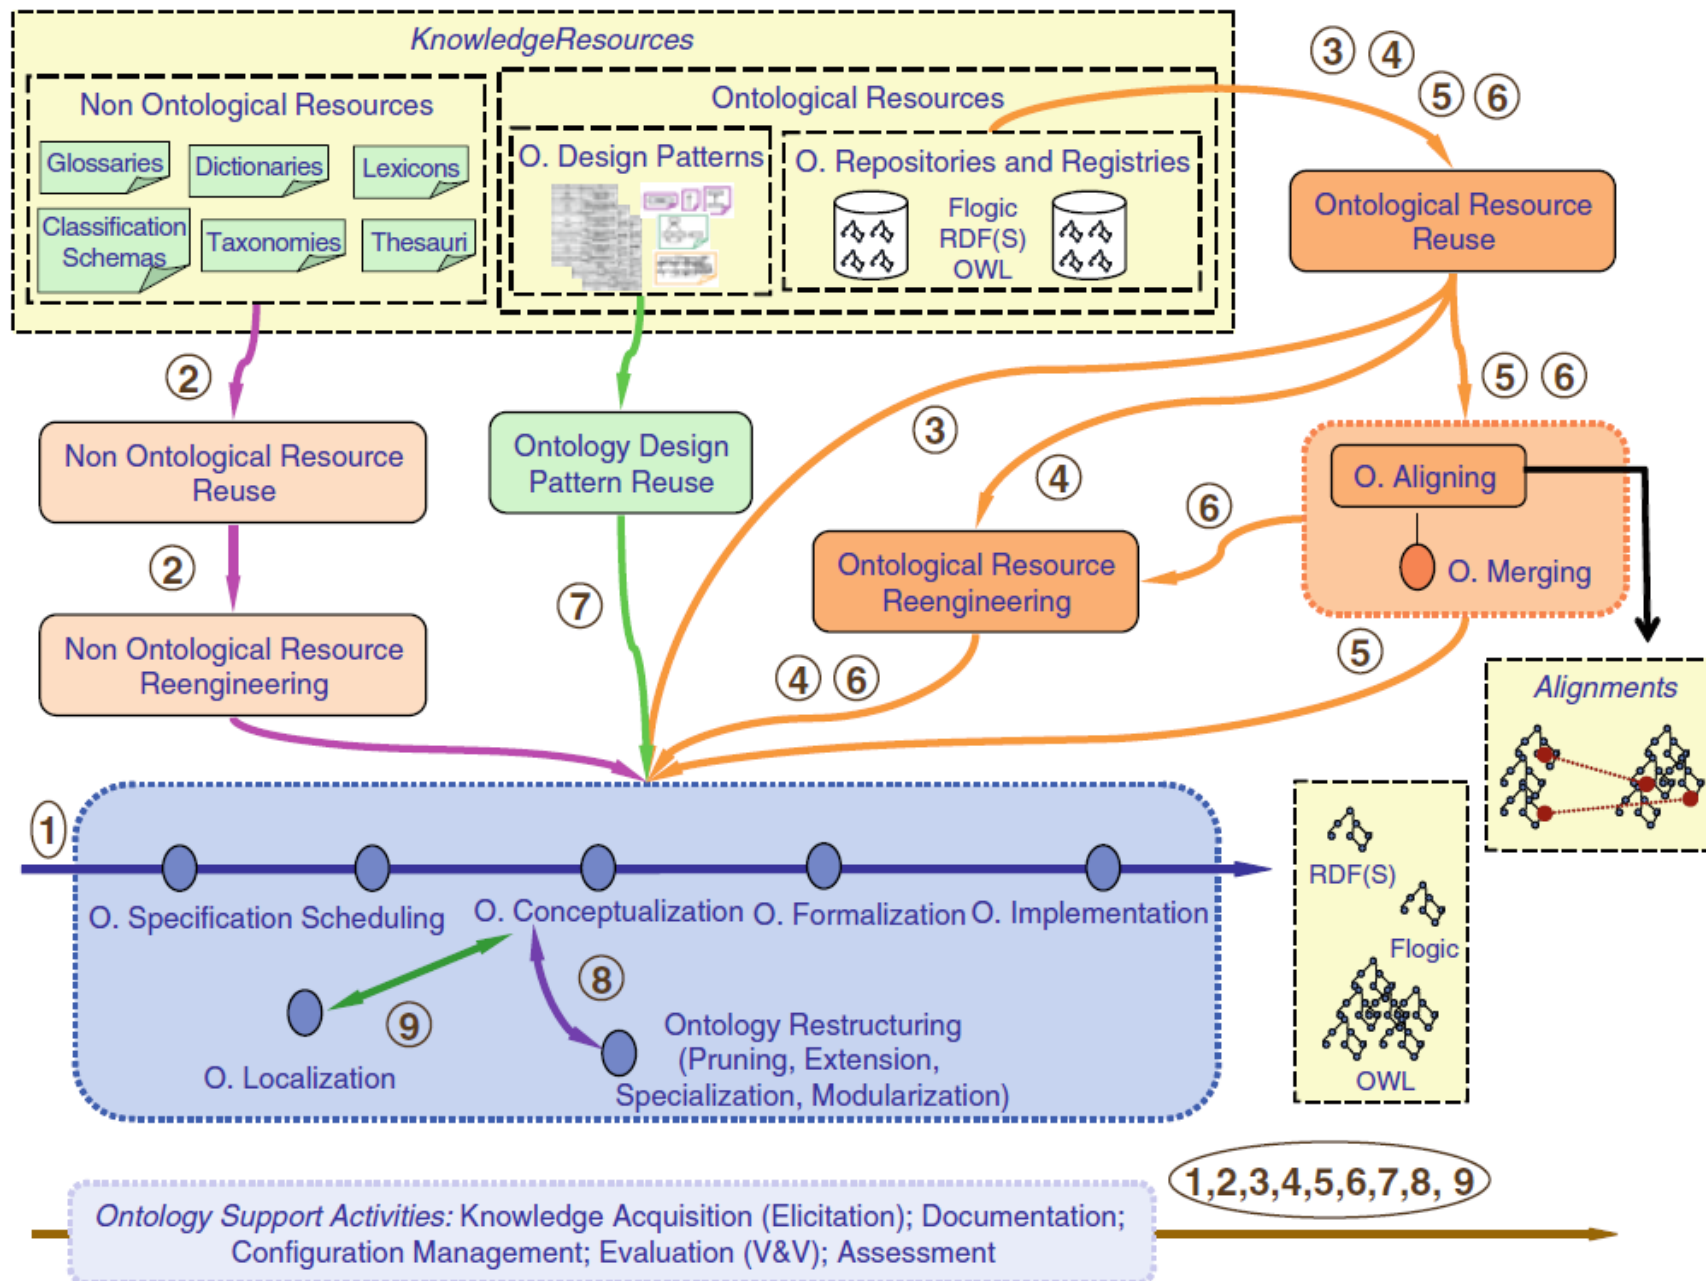 KnowledgeResources
Non Ontological Resources
Glossaries
Dictionaries
Lexicons
Classification
Schemas
Taxonomies
Thesauri
Ontological Resources
O. Design Patterns
O. Repositories and Registries
Flogic
RDF(S)
OWL
3 4
5 6
Ontological Resource
Reuse
2
Non Ontological Resource
Reuse
2
Non Ontological Resource
Reengineering
Ontology Design
Pattern Reuse
7
3
4
5 6
Ontological Resource
Reengineering
6
4 6
O. Aligning
O. Merging
5
Alignments
1
O. Specification
Scheduling
O. Conceptualization
O. Formalization
O. Implementation
8
9
O. Localization
Ontology Restructuring
(Pruning, Extension,
Specialization, Modularization)
RDF(S)
Flogic
OWL
1,2,3,4,5,6,7,8, 9
Ontology Support Activities: Knowledge Acquisition (Elicitation); Documentation;
Configuration Management; Evaluation (V&V); Assessment